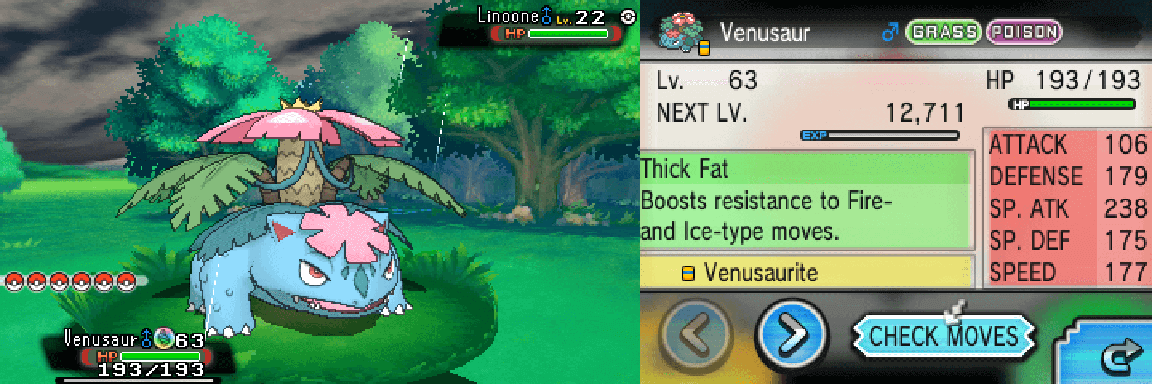 Linoone♂ Lv. 22
HP
Venusaur♂ 63
HP
193/193
Venusaur ♂ GRASS POISON
Lv. 63
HP 193/193
HP
NEXT LV. 12,711
EXP
Thick Fat
Boosts resistance to Fire-
and Ice-type moves.
Venusaurite
ATTACK 106
DEFENSE 179
SP. ATK 238
SP. DEF 175
SPEED 177
CHECK MOVES